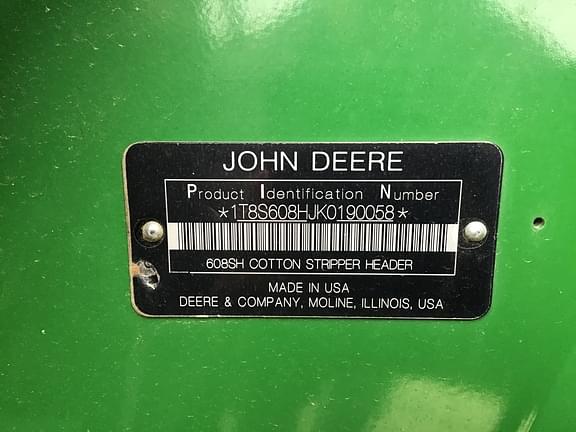 JOHN DEERE
Product Identification Number
*1T8S608HJK0190058*
608SH COTTON STRIPPER HEADER
MADE IN USA
DEERE & COMPANY, MOLINE, ILLINOIS, USA